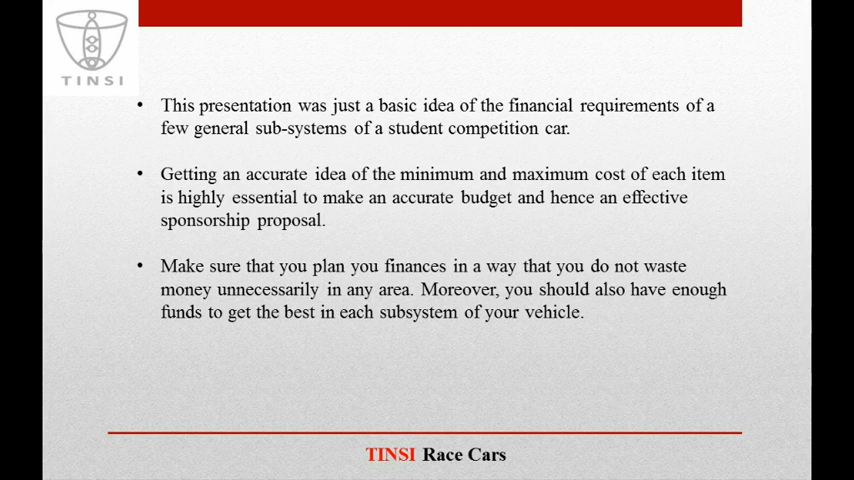 TINSI
• This presentation was just a basic idea of the financial requirements of a
few general sub-systems of a student competition car.
• Getting an accurate idea of the minimum and maximum cost of each item
is highly essential to make an accurate budget and hence an effective
sponsorship proposal.
• Make sure that you plan you finances in a way that you do not waste
money unnecessarily in any area. Moreover, you should also have enough
funds to get the best in each subsystem of your vehicle.
TINSI Race Cars